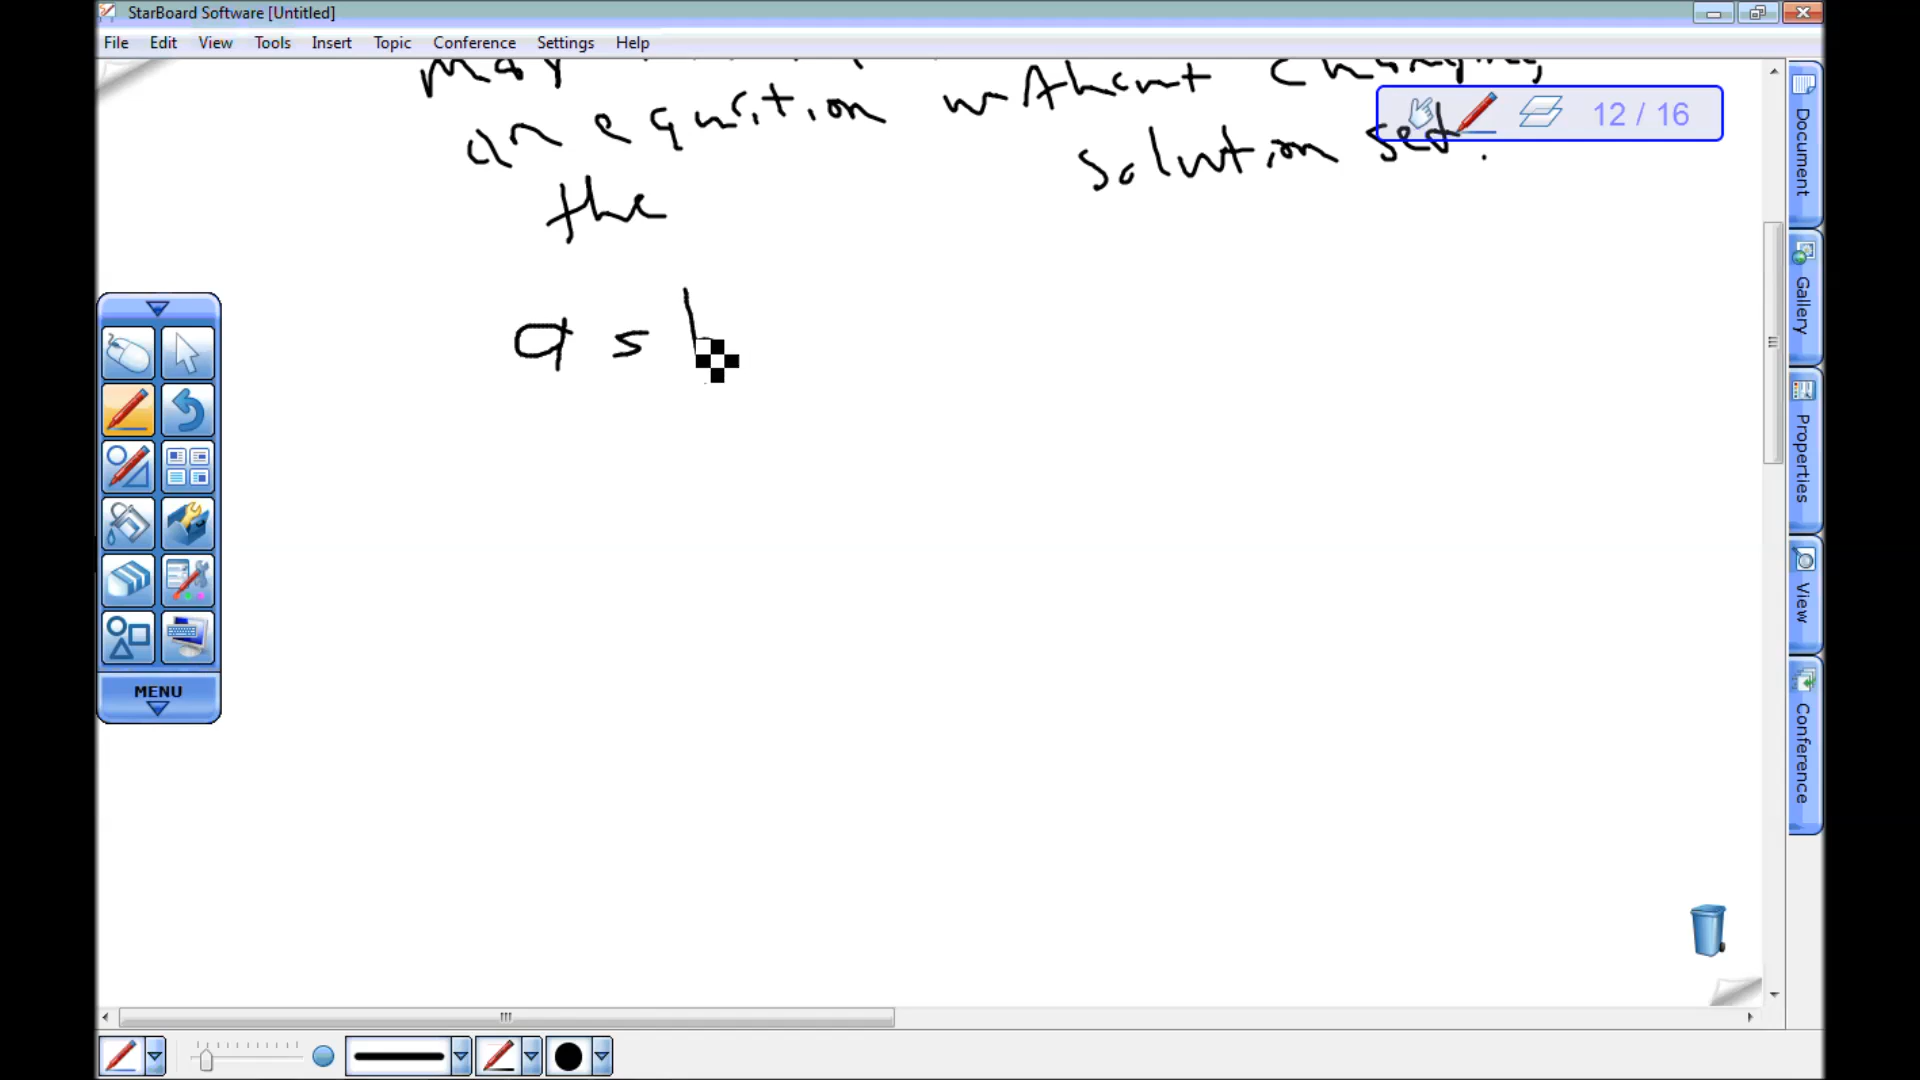 StarBoard Software [Untitled]
File Edit View Tools Insert Topic Conference Settings Help
may
an equation without changing
the solution set.
12 / 16
a =
MENU
Document
Gallery
Properties
View
Conference